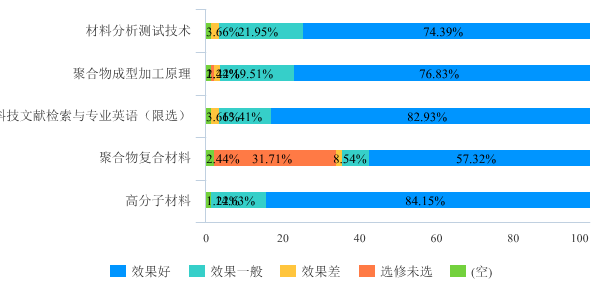 材料分析测试技术 3.66% 21.95% 74.39%
聚合物成型加工原理 19.51% 76.83%
科技文献检索与专业英语（限选） 3.66% 13.41% 82.93%
聚合物复合材料 2.44% 31.71% 8.54% 57.32%
高分子材料 14.63% 84.15%
0 20 40 60 80 100
效果好 效果一般 效果差 选修未选 (空)